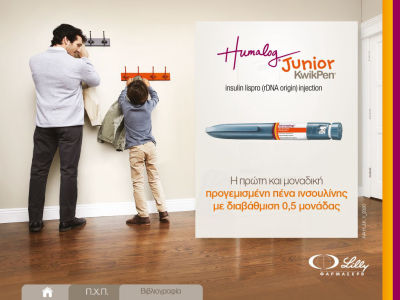 Humalog®
Junior
KwikPen®
insulin lispro (rDNA origin) injection
Η πρώτη και μοναδική
προγεμισμένη πένα ινσουλίνης
με διαβάθμιση 0,5 μονάδας
Lilly
ΦΑΡΜΑΣΕΡΒ
Π.Χ.Π.
Βιβλιογραφία